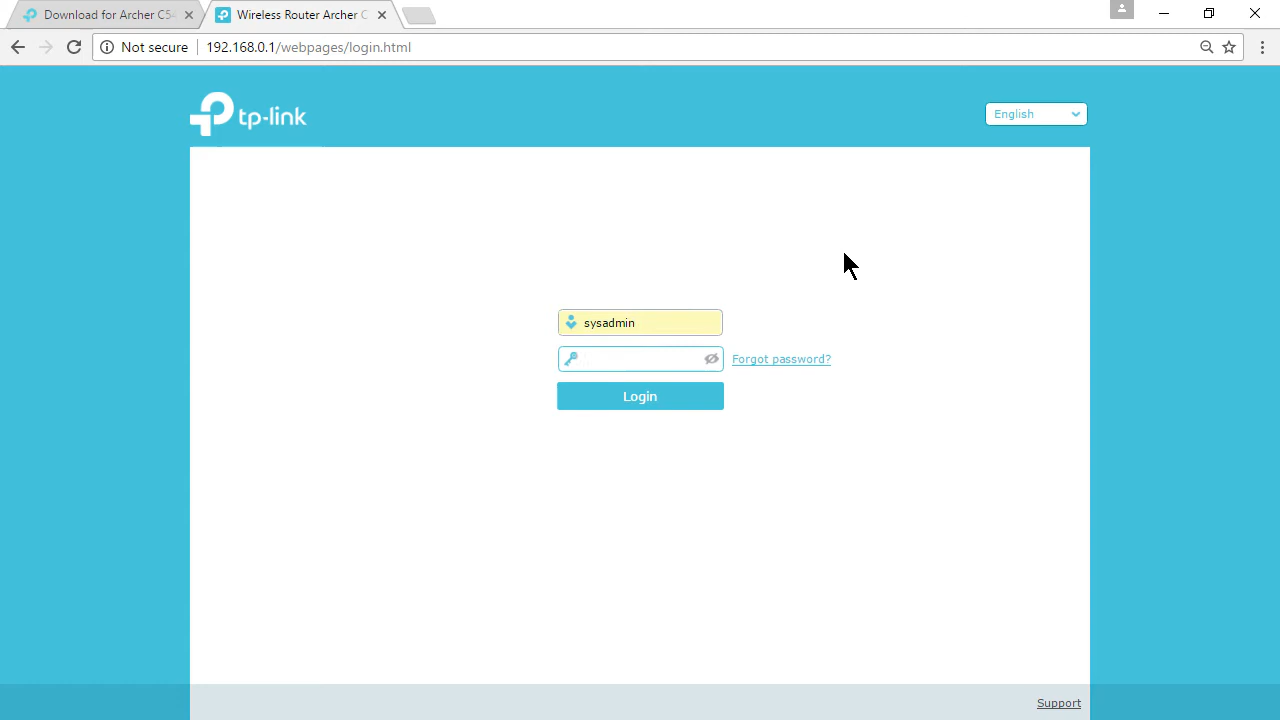 Download for Archer C5
Wireless Router Archer C
Not secure
192.168.0.1/webpages/login.html
tp-link
English
sysadmin
Forgot password?
Login
Support